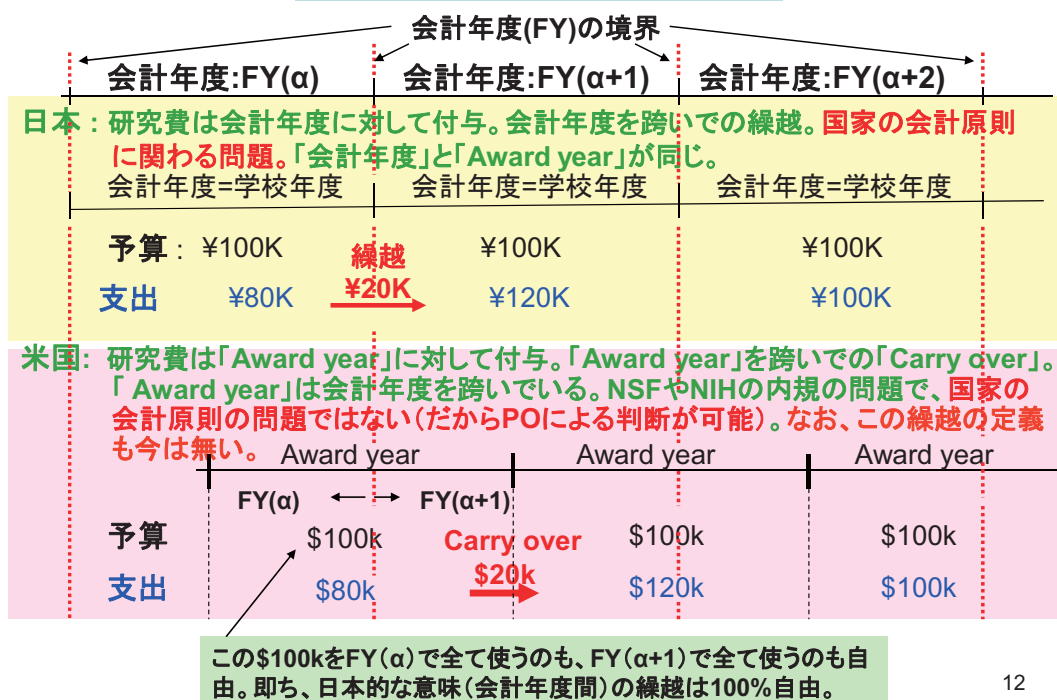 会計年度(FY)の境界
会計年度:FY(α) 会計年度:FY(α+1) 会計年度:FY(α+2)
日本：研究費は会計年度に対して付与。会計年度を跨いでの繰越。国家の会計原則
に関わる問題。「会計年度」と「Award year」が同じ。
会計年度=学校年度 会計年度=学校年度 会計年度=学校年度
予算： ¥100K ¥100K ¥100K
繰越
支出 ¥80K ¥20K ¥120K ¥100K
米国: 研究費は「Award year」に対して付与。「Award year」を跨いでの「Carry over」。
「 Award year」は会計年度を跨いでいる。NSFやNIHの内規の問題で、国家の
会計原則の問題ではない（だからPOによる判断が可能）。なお、この繰越の定義
も今は無い。
Award year Award year Award year
FY(α) FY(α+1)
予算 $100k Carry over $100k $100k
支出 $80k $20k $120k $100k
この$100kをFY（α）で全て使うのも、FY（α+1）で全て使うのも自
由。即ち、日本的な意味（会計年度間）の繰越は100%自由。
12